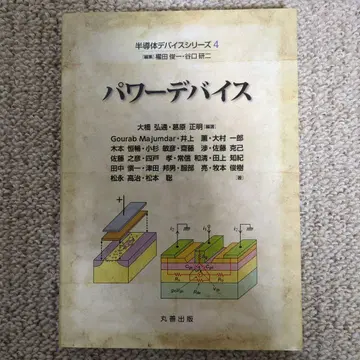 半導体デバイスシリーズ 4
[編集] 權田 俊一・谷口 研二
パワーデバイス
大橋 弘通・葛原 正明 [編著]
Gourab Majumdar・井上 薫・大村 一郎
木本 恒暢・小杉 敏彦・齋藤 渉・佐藤 克己
佐藤 之彦・四戸 孝・常信 和清・田上 知紀
田中 愼一・津田 邦男・服部 亮・牧本 俊樹
松永 高治・松本 聡 著
丸善出版